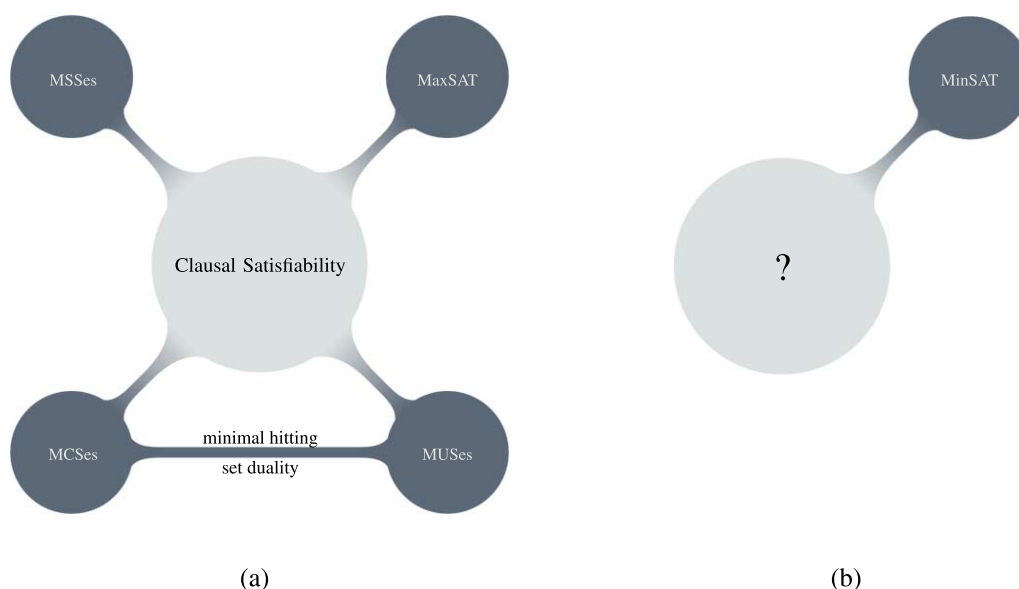 MSSes
MaxSAT
MinSAT
Clausal Satisfiability
?
MCSes
minimal hitting
set duality
MUSes
(a)
(b)